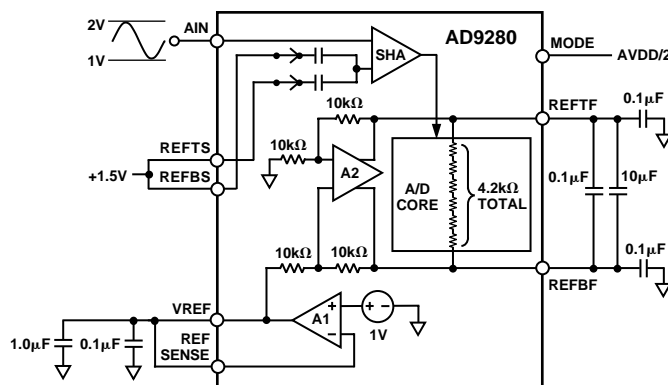 2V
1V
AIN
AD9280
SHA
MODE
AVDD/2
10kΩ
REFTF
0.1µF
REFTS
REFBS
+1.5V
10kΩ
A2
A/D
CORE
4.2kΩ
TOTAL
0.1µF
10µF
10kΩ
10kΩ
0.1µF
REFBF
VREF
A1
+
–
+ –
1V
REF
SENSE
1.0µF
0.1µF